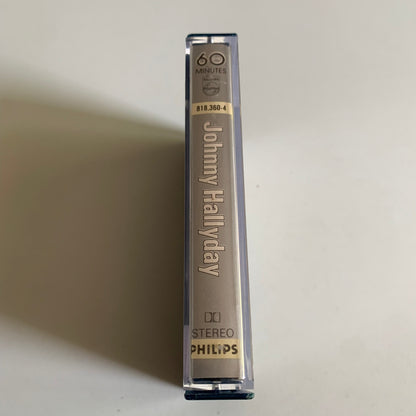 60
MINUTES
818.360-4
Johnny Hallyday
STEREO
PHILIPS